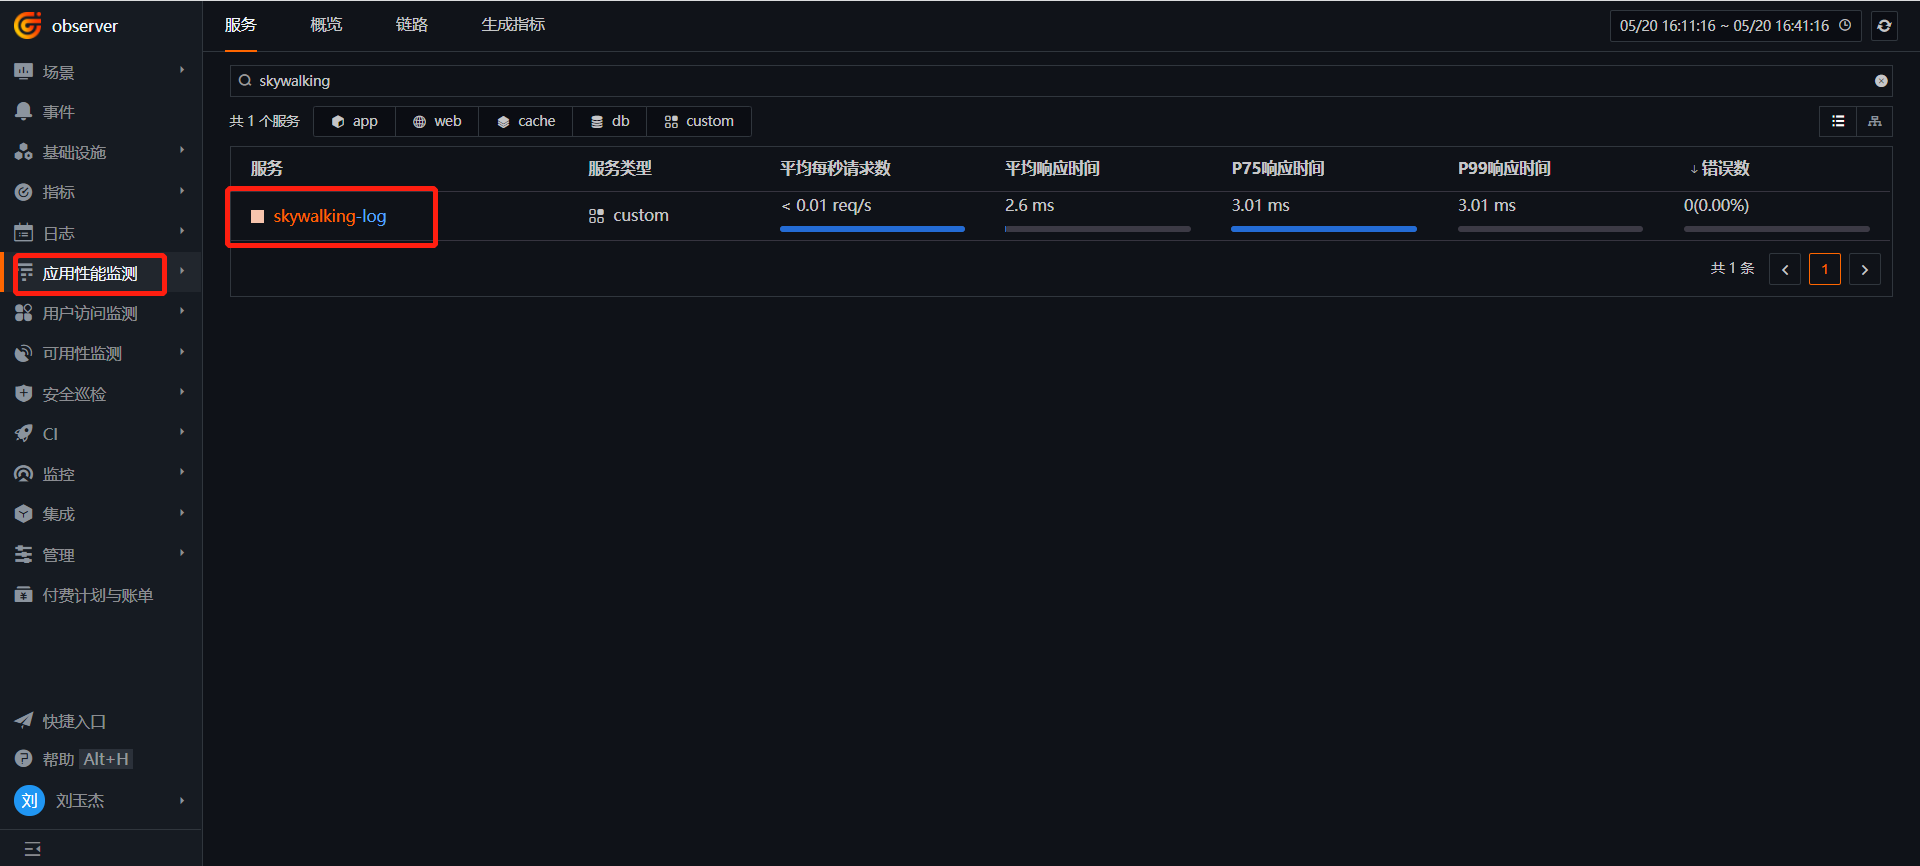 observer
场景
事件
基础设施
指标
日志
应用性能监测
用户访问监测
可用性监测
安全巡检
CI
监控
集成
管理
付费计划与账单
快捷入口
帮助 Alt+H
刘 刘玉杰
服务 概览 链路 生成指标
05/20 16:11:16 ~ 05/20 16:41:16
skywalking
共 1 个服务 app web cache db custom
服务 服务类型 平均每秒请求数 平均响应时间 P75响应时间 P99响应时间 ↓错误数
skywalking-log custom < 0.01 req/s 2.6 ms 3.01 ms 3.01 ms 0(0.00%)
共 1 条 < 1 >